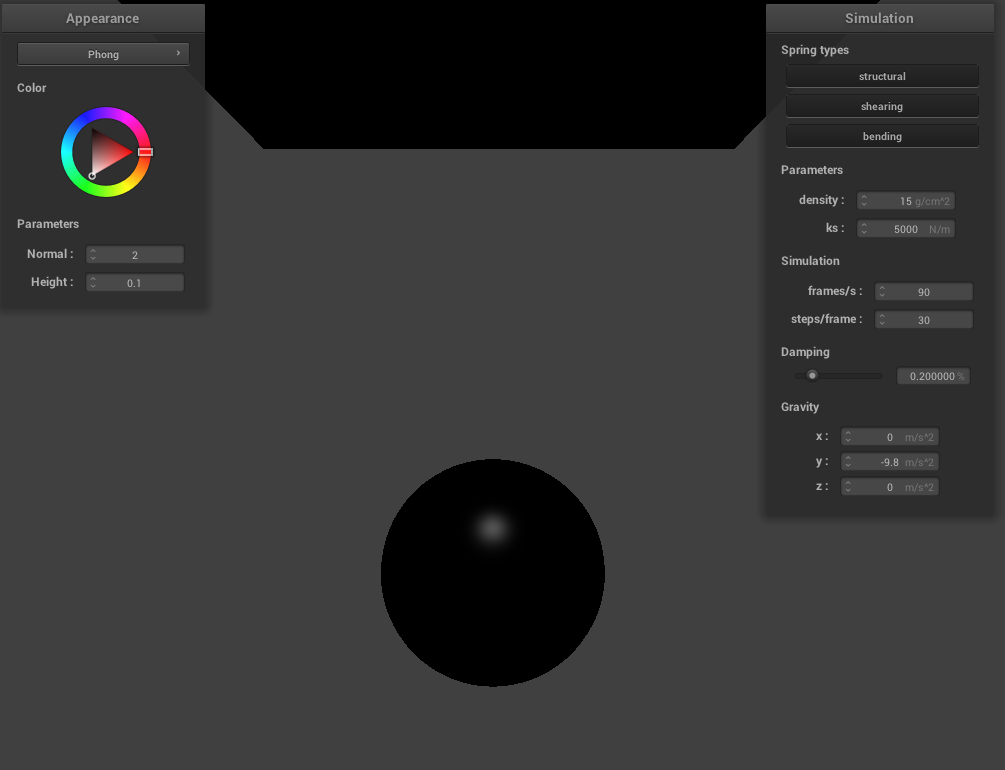 Appearance
Phong
Color
Parameters
Normal : 2
Height : 0.1
Simulation
Spring types
structural
shearing
bending
Parameters
density : 15 g/cm^2
ks : 5000 N/m
Simulation
frames/s : 90
steps/frame : 30
Damping
0.200000 %
Gravity
x : 0 m/s^2
y : -9.8 m/s^2
z : 0 m/s^2